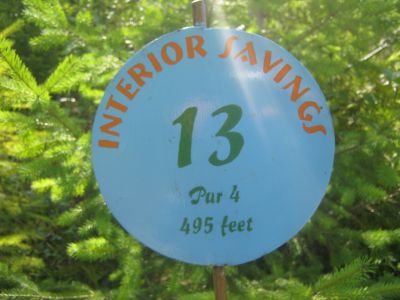 INTERIOR SAVINGS
13
Par 4
495 feet